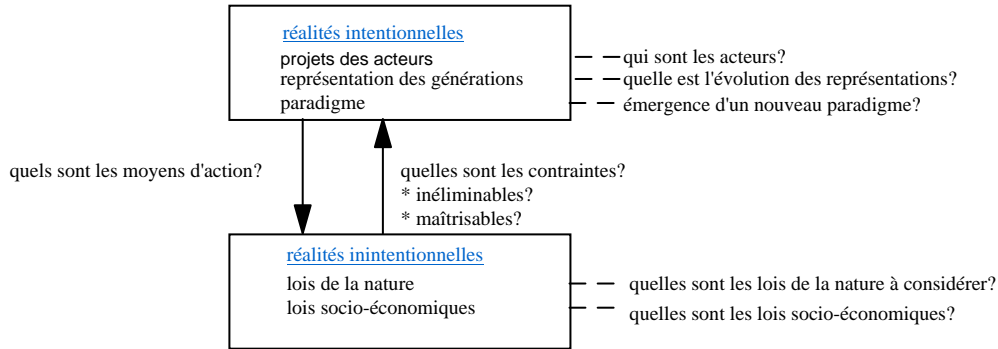 réalités intentionnelles
projets des acteurs
qui sont les acteurs?
représentation des générations
quelle est l'évolution des représentations?
paradigme
émergence d'un nouveau paradigme?
quels sont les moyens d'action?
quelles sont les contraintes?
* inéliminables?
* maîtrisables?
réalités inintentionnelles
lois de la nature
quelles sont les lois de la nature à considérer?
lois socio-économiques
quelles sont les lois socio-économiques?